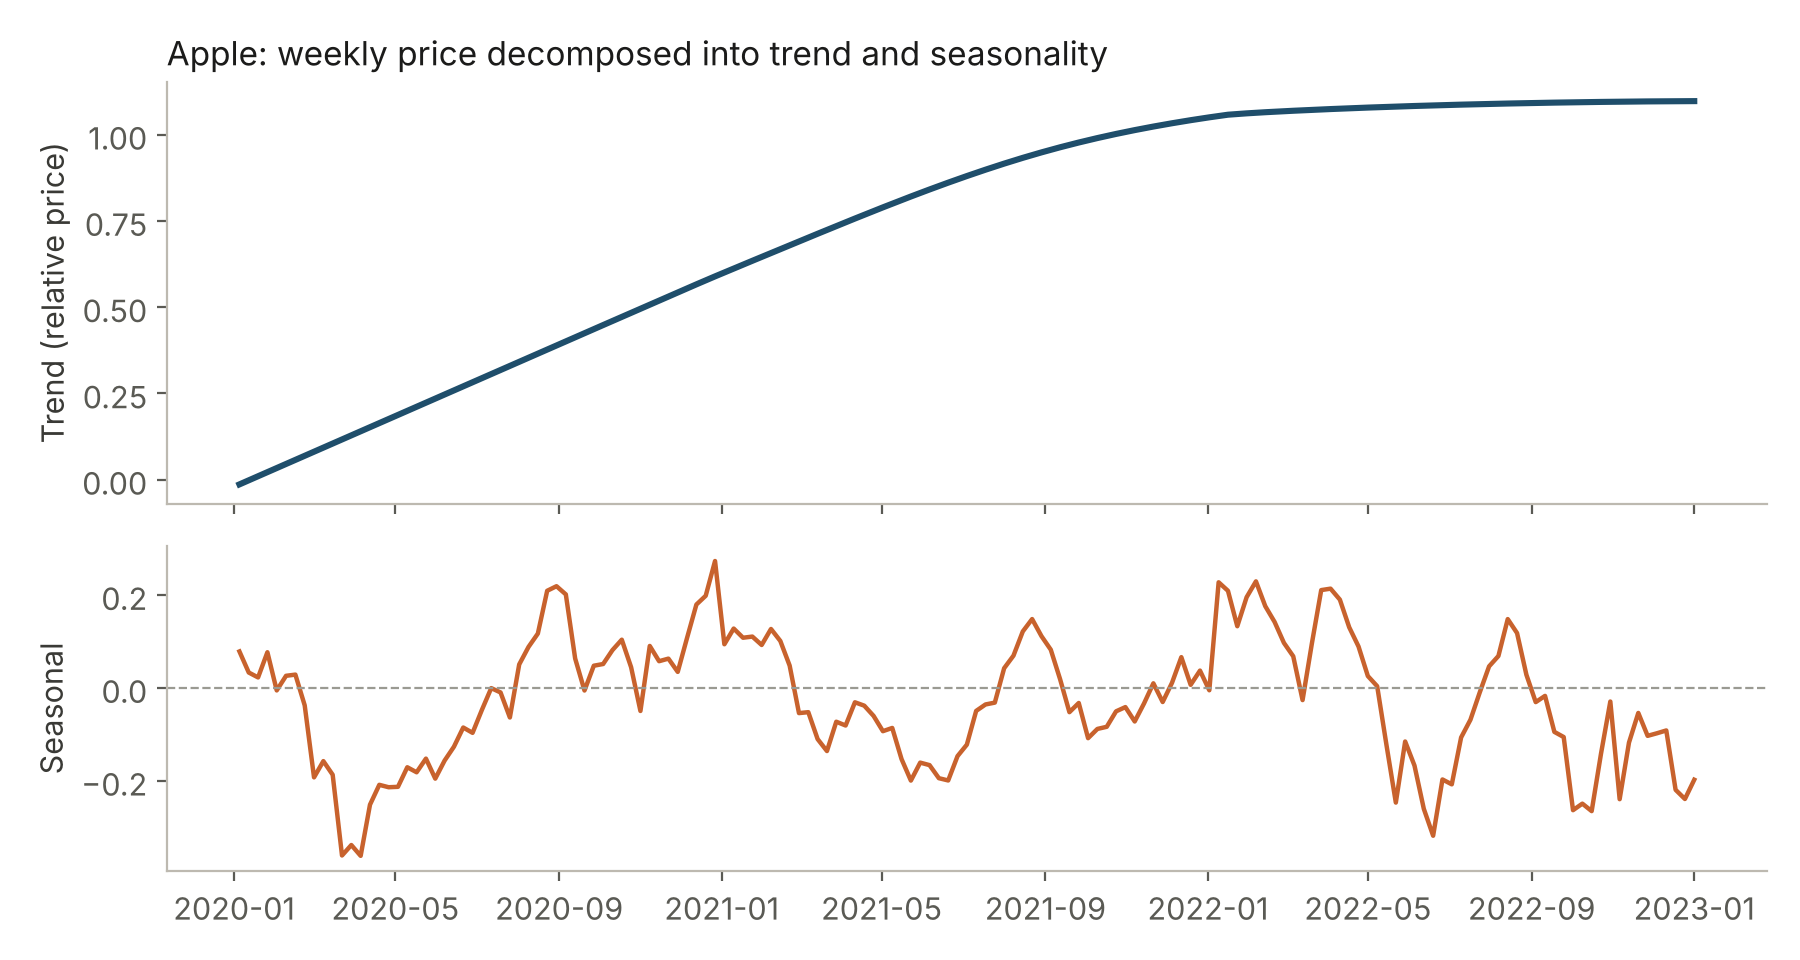 Apple: weekly price decomposed into trend and seasonality
Trend (relative price)
1.00
0.75
0.50
0.25
0.00
Seasonal
0.2
0.0
−0.2
2020-01 2020-05 2020-09 2021-01 2021-05 2021-09 2022-01 2022-05 2022-09 2023-01